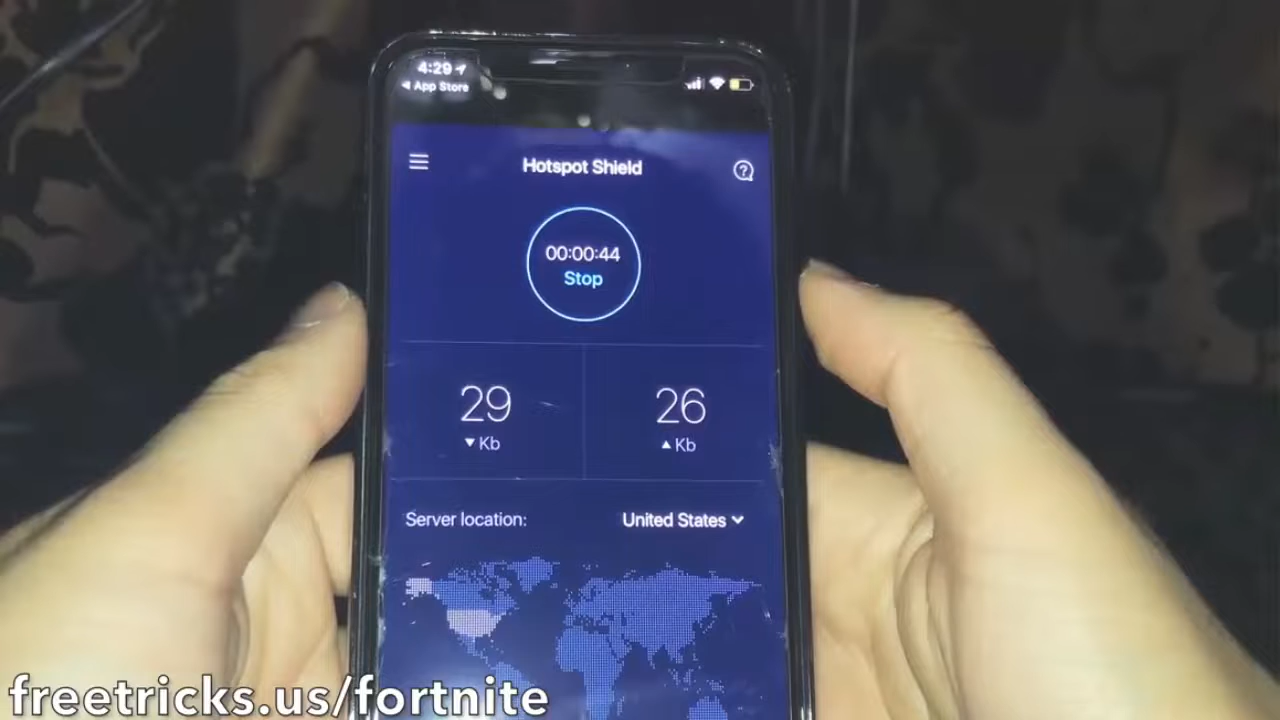 4:29
◀ App Store
Hotspot Shield
?
00:00:44
Stop
29
▼ Kb
26
▲ Kb
Server location:
United States
freetricks.us/fortnite